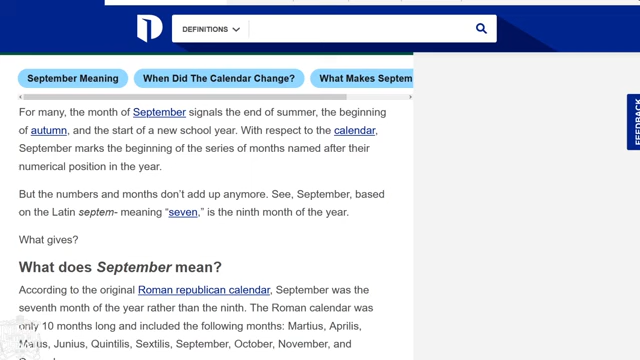 DEFINITIONS
September Meaning
When Did The Calendar Change?
What Makes Septem
FEEDBACK
For many, the month of September signals the end of summer, the beginning
of autumn, and the start of a new school year. With respect to the calendar,
September marks the beginning of the series of months named after their
numerical position in the year.
But the numbers and months don't add up anymore. See, September, based
on the Latin septem- meaning “seven,” is the ninth month of the year.
What gives?
What does September mean?
According to the original Roman republican calendar, September was the
seventh month of the year rather than the ninth. The Roman calendar was
only 10 months long and included the following months: Martius, Aprilis,
Maius, Junius, Quintilis, Sextilis, September, October, November, and